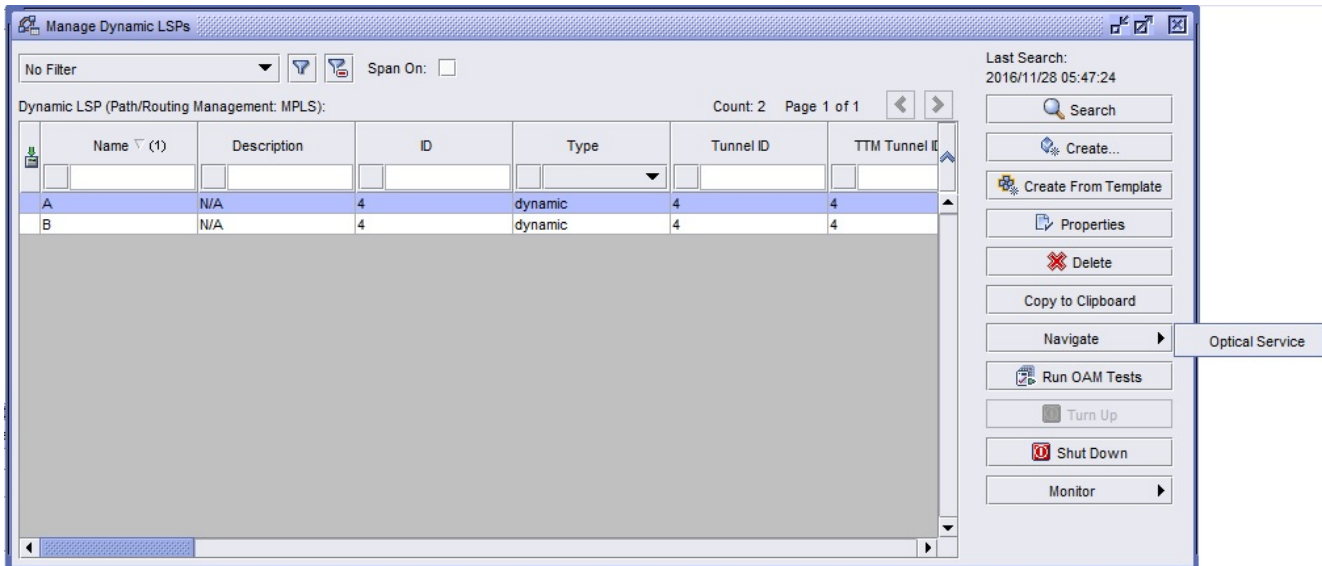 Manage Dynamic LSPs
No Filter
Span On:
Dynamic LSP (Path/Routing Management: MPLS):
Count: 2 Page 1 of 1
Name (1) Description ID Type Tunnel ID TTM Tunnel
A N/A 4 dynamic 4 4
B N/A 4 dynamic 4 4
Last Search:
2016/11/28 05:47:24
Search
Create...
Create From Template
Properties
Delete
Copy to Clipboard
Navigate
Optical Service
Run OAM Tests
Turn Up
Shut Down
Monitor